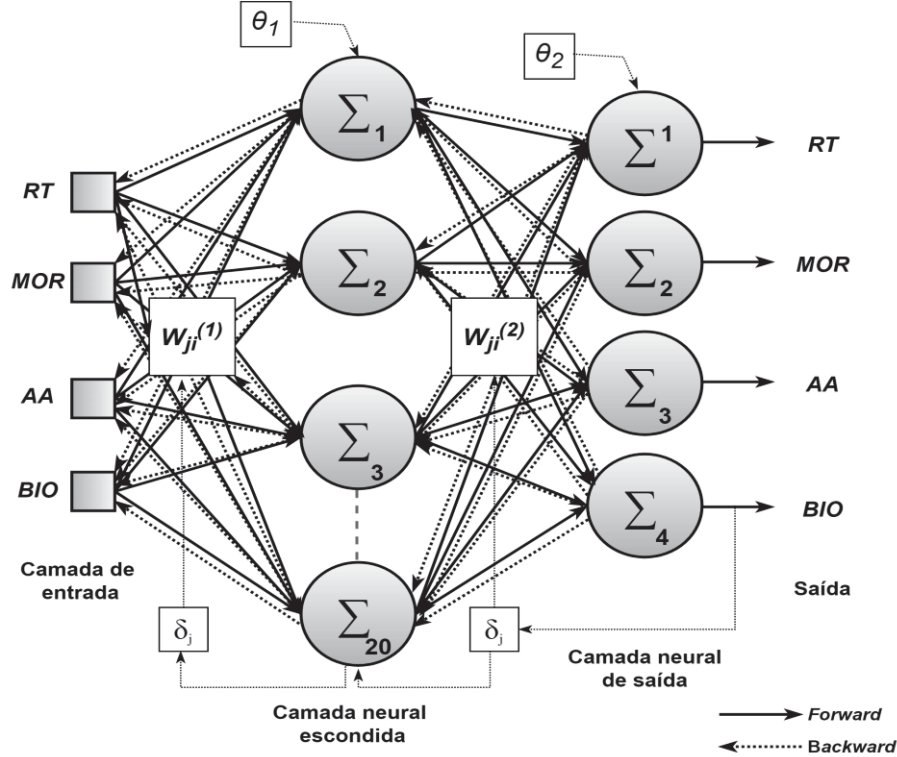 θ1
θ2
Σ1
Σ1
RT
RT
MOR
Σ2
Σ2
MOR
Wji(1)
Wji(2)
AA
Σ3
AA
Σ3
BIO
Σ4
BIO
Camada de
entrada
Saída
Σ20
δj
δj
Camada neural
de saída
Camada neural
escondida
Forward
Backward